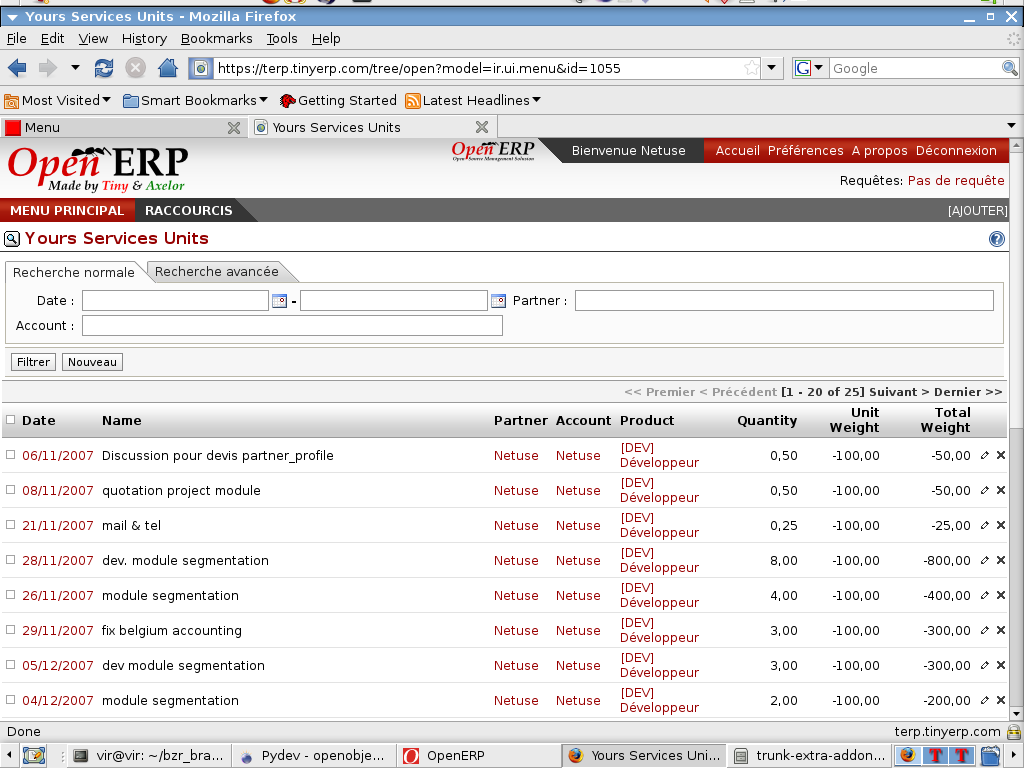 Yours Services Units - Mozilla Firefox
File Edit View History Bookmarks Tools Help
https://terp.tinyerp.com/tree/open?model=ir.ui.menu&id=1055
G Google
Most Visited Smart Bookmarks Getting Started Latest Headlines
Menu Yours Services Units
Open ERP
Made by Tiny & Axelor
Open ERP
Open Source Management Solution
Bienvenue Netuse Accueil Préférences A propos Déconnexion
Requêtes: Pas de requête
MENU PRINCIPAL RACCOURCIS [AJOUTER]
Yours Services Units ?
Recherche normale Recherche avancée
Date : - Partner :
Account :
Filtrer Nouveau
<< Premier < Précédent [1 - 20 of 25] Suivant > Dernier >>
Date Name Partner Account Product Quantity Unit Weight Total Weight
06/11/2007 Discussion pour devis partner_profile Netuse Netuse [DEV] Développeur 0,50 -100,00 -50,00
08/11/2007 quotation project module Netuse Netuse [DEV] Développeur 0,50 -100,00 -50,00
21/11/2007 mail & tel Netuse Netuse [DEV] Développeur 0,25 -100,00 -25,00
28/11/2007 dev. module segmentation Netuse Netuse [DEV] Développeur 8,00 -100,00 -800,00
26/11/2007 module segmentation Netuse Netuse [DEV] Développeur 4,00 -100,00 -400,00
29/11/2007 fix belgium accounting Netuse Netuse [DEV] Développeur 3,00 -100,00 -300,00
05/12/2007 dev module segmentation Netuse Netuse [DEV] Développeur 3,00 -100,00 -300,00
04/12/2007 module segmentation Netuse Netuse [DEV] Développeur 2,00 -100,00 -200,00
Done terp.tinyerp.com
vir@vir: ~/bzr_bra... Pydev - openobje... OpenERP Yours Services Uni... trunk-extra-addon... T T